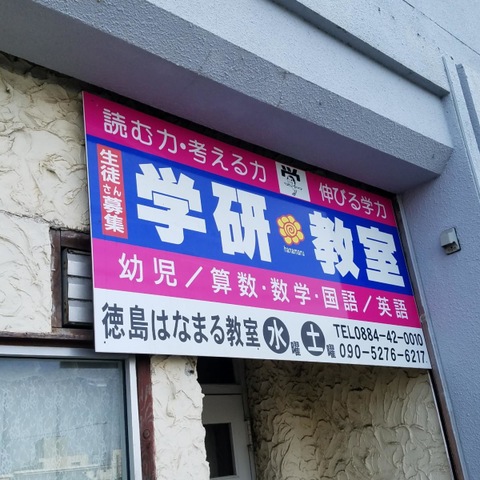 読む力・考える力 伸びる学力
生徒さん募集
学研 教室
hanamaru
幼児／算数・数学・国語／英語
徳島はなまる教室 水曜 土曜
TEL0884-42-0010
090-5276-6217